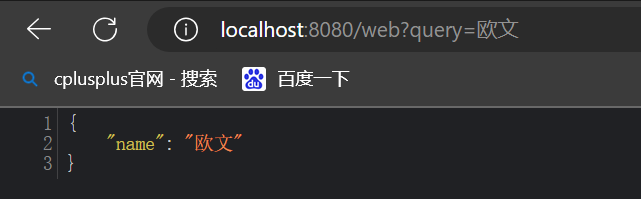 localhost:8080/web?query=欧文
cplusplus官网 - 搜索 du 百度一下
1 {
2 "name": "欧文"
3 }